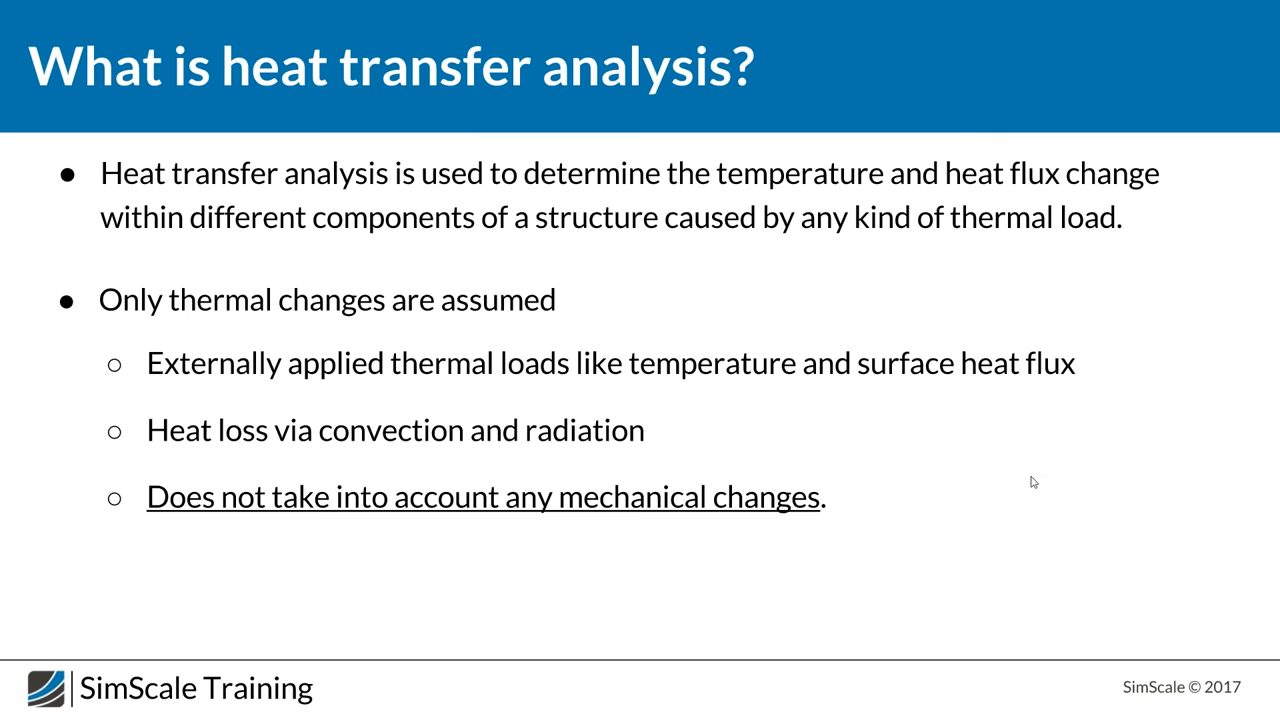 What is heat transfer analysis?
● Heat transfer analysis is used to determine the temperature and heat flux change
within different components of a structure caused by any kind of thermal load.
● Only thermal changes are assumed
○ Externally applied thermal loads like temperature and surface heat flux
○ Heat loss via convection and radiation
○ Does not take into account any mechanical changes.
SimScale Training
SimScale © 2017